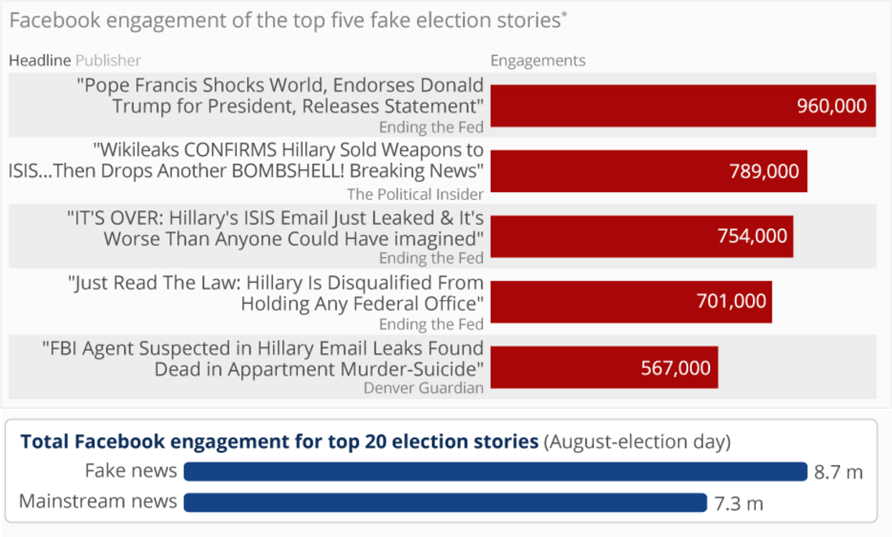 Facebook engagement of the top five fake election stories*
Headline Publisher
Engagements
"Pope Francis Shocks World, Endorses Donald
Trump for President, Releases Statement"
Ending the Fed
960,000
"Wikileaks CONFIRMS Hillary Sold Weapons to
ISIS...Then Drops Another BOMBSHELL! Breaking News"
The Political Insider
789,000
"IT'S OVER: Hillary's ISIS Email Just Leaked & It's
Worse Than Anyone Could Have imagined"
Ending the Fed
754,000
"Just Read The Law: Hillary Is Disqualified From
Holding Any Federal Office"
Ending the Fed
701,000
"FBI Agent Suspected in Hillary Email Leaks Found
Dead in Appartment Murder-Suicide"
Denver Guardian
567,000
Total Facebook engagement for top 20 election stories (August-election day)
Fake news 8.7 m
Mainstream news 7.3 m